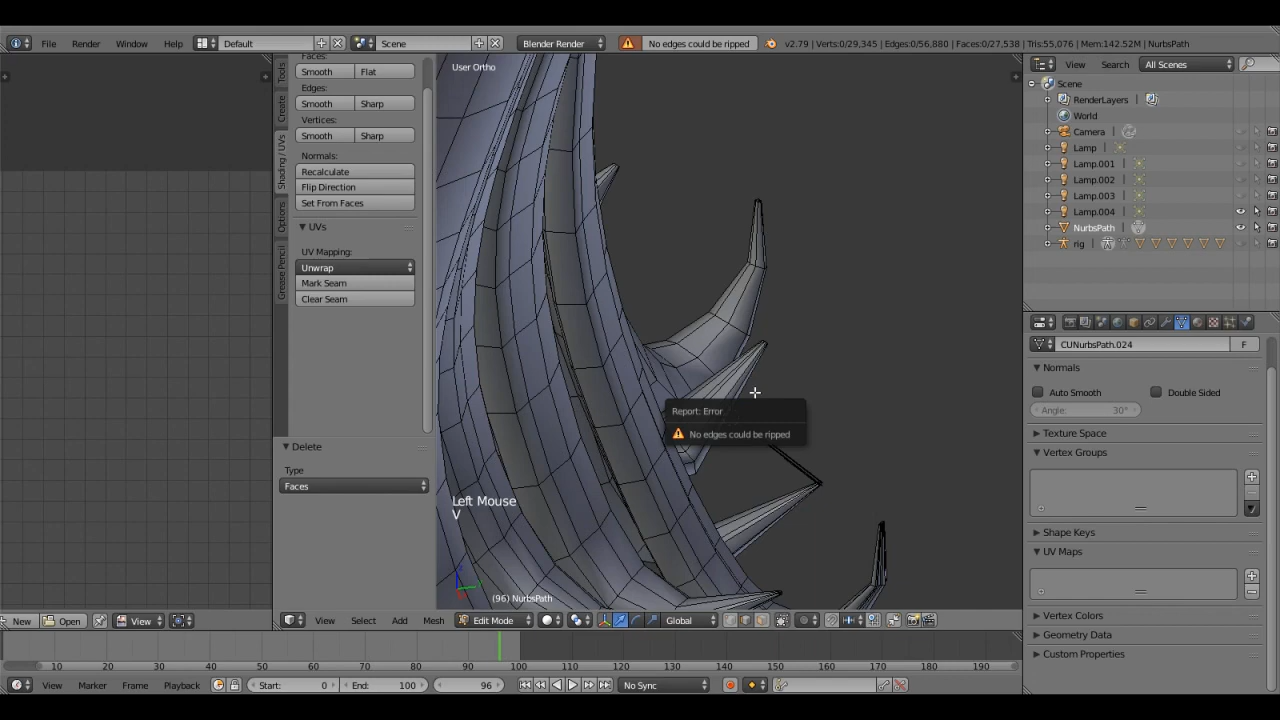 File Render Window Help Default Scene Blender Render No edges could be ripped v2.79 | Verts:0/29,345 | Edges:0/56,880 | Faces:0/27,538 | Tris:55,076 | Mem:142.52M | NurbsPath
Faces:
Smooth Flat
Edges:
Smooth Sharp
Vertices:
Smooth Sharp
Normals:
Recalculate
Flip Direction
Set From Faces
UVs
UV Mapping:
Unwrap
Mark Seam
Clear Seam
Tools
Create
Shading / UVs
Options
Grease Pencil
Delete
Type
Faces
User Ortho
Report: Error
No edges could be ripped
Left Mouse
V
(96) NurbsPath
View Search All Scenes
Scene
RenderLayers |
World
Camera |
Lamp |
Lamp.001 |
Lamp.002 |
Lamp.003 |
Lamp.004 |
NurbsPath |
rig |
CUNurbsPath.024 F
Normals
Auto Smooth Double Sided
Angle: 30°
Texture Space
Vertex Groups
Shape Keys
UV Maps
Vertex Colors
Geometry Data
Custom Properties
New Open View
View Select Add Mesh Edit Mode Global
10 20 30 40 50 60 70 80 90 100 110 120 130 140 150 160 170 180 190
View Marker Frame Playback Start: 0 End: 100 96 No Sync